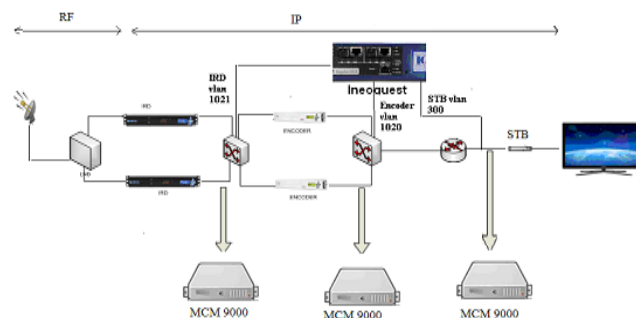 RF
IP
IRD
vlan
1021
Ineoquest
Encoder
vlan
1020
STB vlan
300
IRD
ENCODER
STB
LNB
IRD
ENCODER
MCM 9000
MCM 9000
MCM 9000